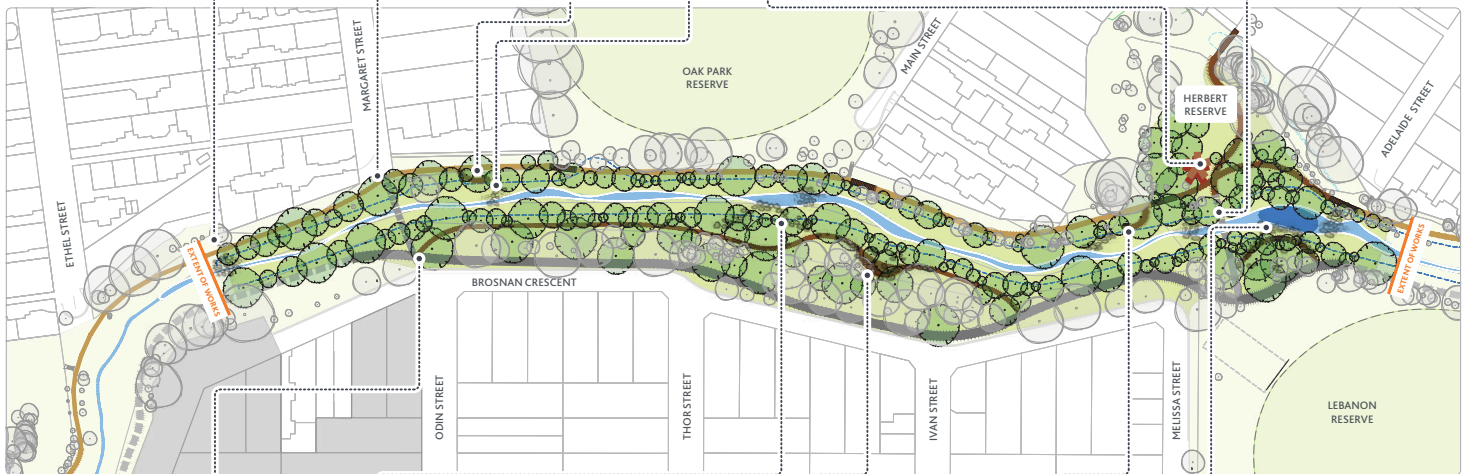 MARGARET STREET
MAIN STREET
OAK PARK
RESERVE
HERBERT
RESERVE
ADELAIDE STREET
ETHEL STREET
EXTENT OF WORKS
EXTENT OF WORKS
BROSNAN CRESCENT
ODIN STREET
THOR STREET
IVAN STREET
MELISSA STREET
LEBANON
RESERVE